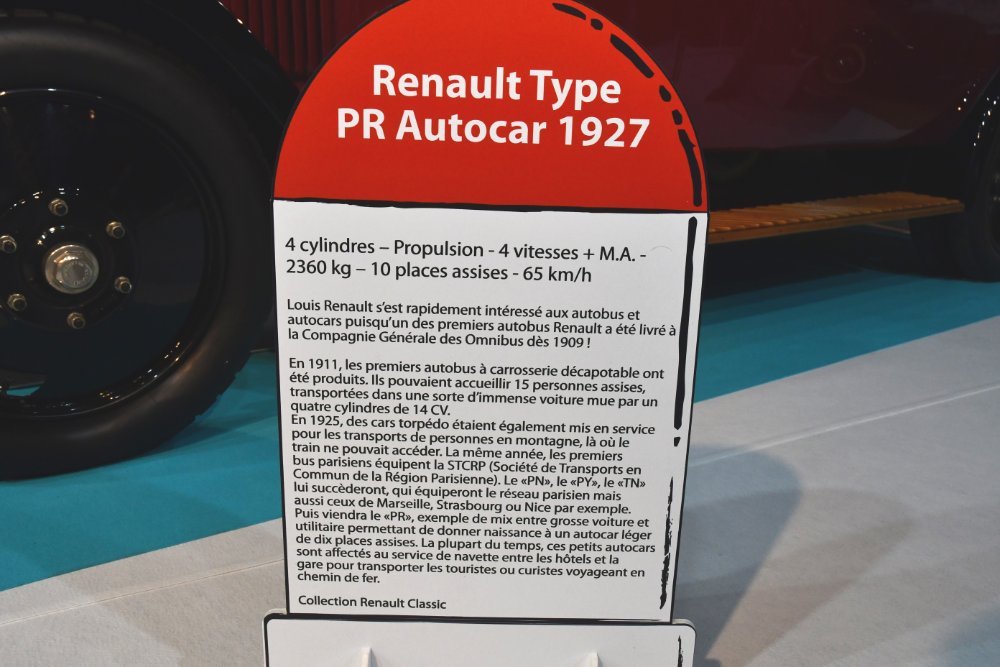 Renault Type
PR Autocar 1927
4 cylindres – Propulsion - 4 vitesses + M.A. -
2360 kg – 10 places assises - 65 km/h
Louis Renault s'est rapidement intéressé aux autobus et
autocars puisqu'un des premiers autobus Renault a été livré à
la Compagnie Générale des Omnibus dès 1909 !
En 1911, les premiers autobus à carrosserie décapotable ont
été produits. Ils pouvaient accueillir 15 personnes assises,
transportées dans une sorte d'immense voiture mue par un
quatre cylindres de 14 CV.
En 1925, des cars torpédo étaient également mis en service
pour les transports de personnes en montagne, là où le
train ne pouvait accéder. La même année, les premiers
bus parisiens équipent la STCRP (Société de Transports en
Commun de la Région Parisienne). Le «PN», le «PY», le «TN»
lui succèderont, qui équiperont le réseau parisien mais
aussi ceux de Marseille, Strasbourg ou Nice par exemple.
Puis viendra le «PR», exemple de mix entre grosse voiture et
utilitaire permettant de donner naissance à un autocar léger
de dix places assises. La plupart du temps, ces petits autocars
sont affectés au service de navette entre les hôtels et la
gare pour transporter les touristes ou curistes voyageant en
chemin de fer.
Collection Renault Classic